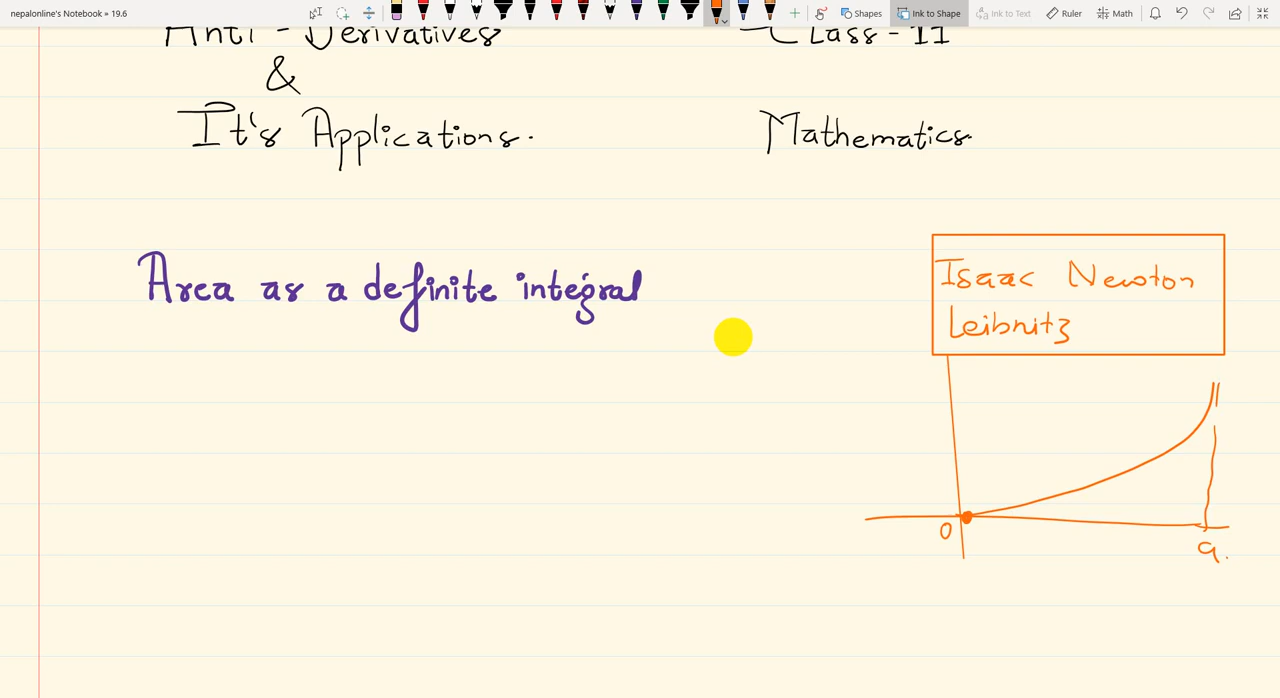 nepalonline's Notebook » 19.6
Shapes
Ink to Shape
Ink to Text
Ruler
Math
Anti - Derivatives
&
It's Applications.
Class - 11
Mathematics.
Area as a definite integral
Isaac Newton
Leibnitz
0
a.